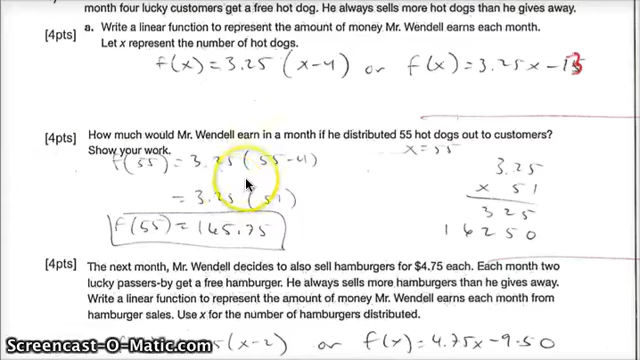 month four lucky customers get a free hot dog. He always sells more hot dogs than he gives away.
a. Write a linear function to represent the amount of money Mr. Wendell earns each month.
[4pts]
Let x represent the number of hot dogs.
f(x) = 3.25 (x-4) or f(x) = 3.25x - 13
[4pts] How much would Mr. Wendell earn in a month if he distributed 55 hot dogs out to customers?
Show your work.
x = 55
f(55) = 3.25 (55-4)
= 3.25 (51)
f(55) = 165.75
3.25
x 51
325
16250
[4pts] The next month, Mr. Wendell decides to also sell hamburgers for $4.75 each. Each month two
lucky passers-by get a free hamburger. He always sells more hamburgers than he gives away.
Write a linear function to represent the amount of money Mr. Wendell earns each month from
hamburger sales. Use x for the number of hamburgers distributed.
(x-2) or f(x) = 4.75x - 9.50
Screencast-O-Matic.com